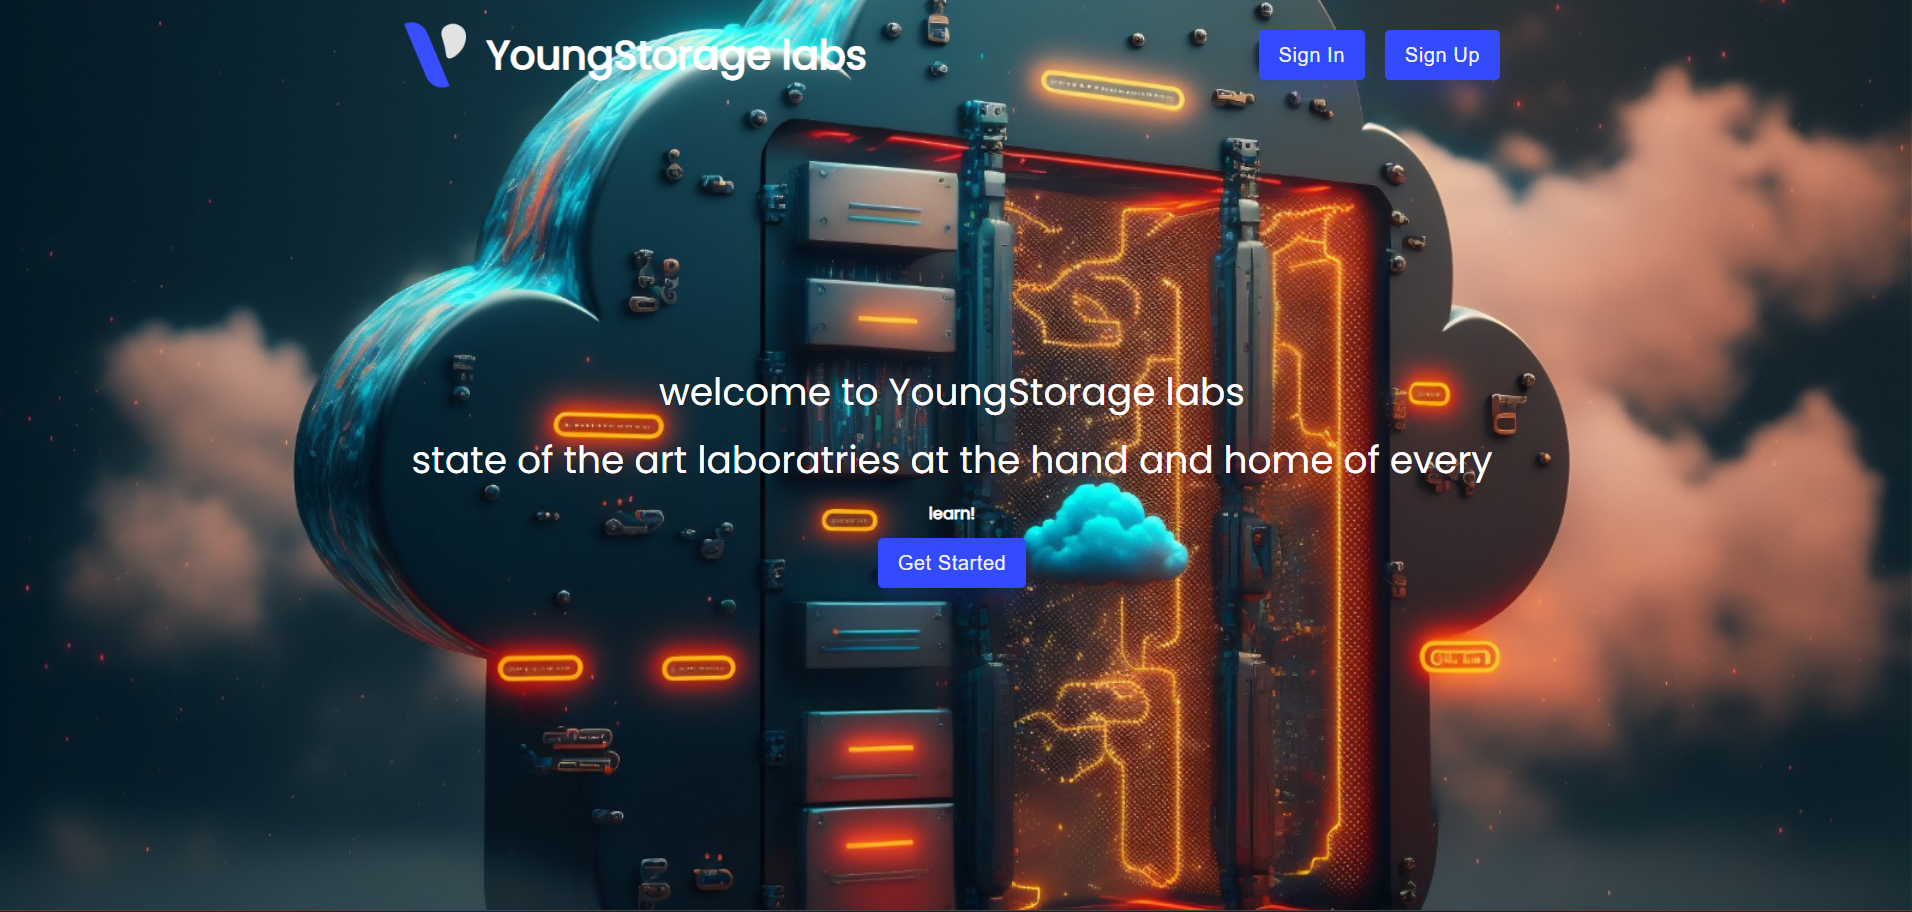 YoungStorage labs
Sign In
Sign Up
welcome to YoungStorage labs
state of the art laboratries at the hand and home of every
learn!
Get Started